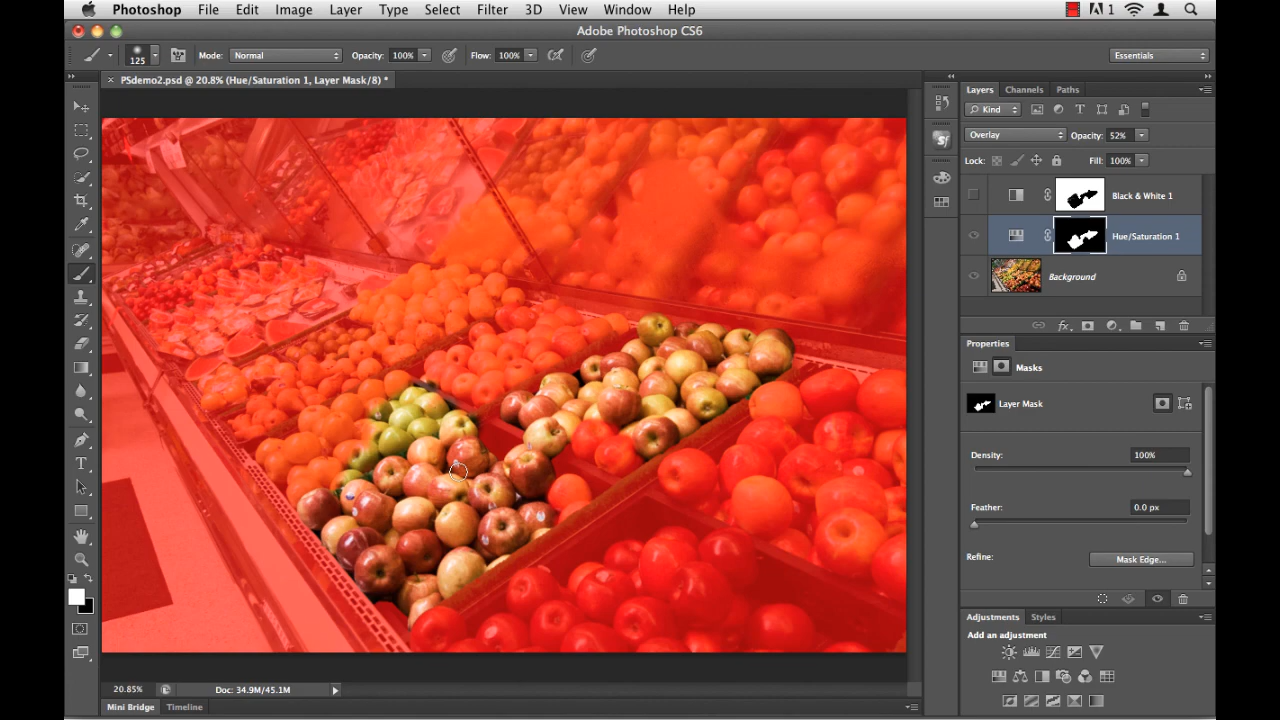 Photoshop File Edit Image Layer Type Select Filter 3D View Window Help 1
Adobe Photoshop CS6
125 Mode: Normal Opacity: 100% Flow: 100% Essentials
× PSdemo2.psd @ 20.8% (Hue/Saturation 1, Layer Mask/8) *
Layers Channels Paths
Kind
Overlay Opacity: 52%
Lock: Fill: 100%
Black & White 1
Hue/Saturation 1
Background
fx
Properties
Masks
Layer Mask
Density: 100%
Feather: 0.0 px
Refine: Mask Edge...
Adjustments Styles
Add an adjustment
20.85% Doc: 34.9M/45.1M
Mini Bridge Timeline